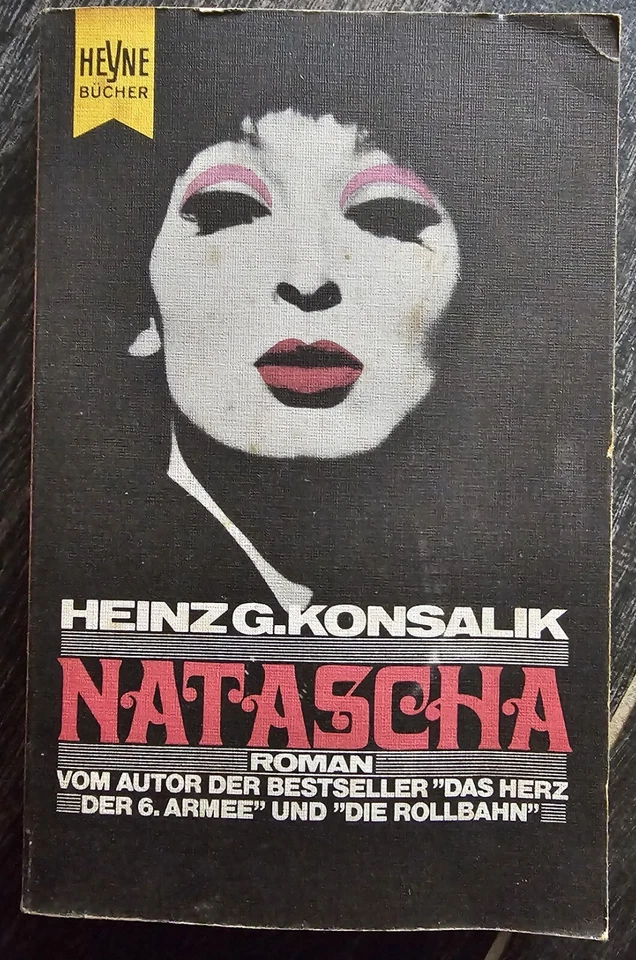 HEYNE
BÜCHER
HEINZ G. KONSALIK
NATASCHA
ROMAN
VOM AUTOR DER BESTSELLER ”DAS HERZ
DER 6. ARMEE” UND ”DIE ROLLBAHN”